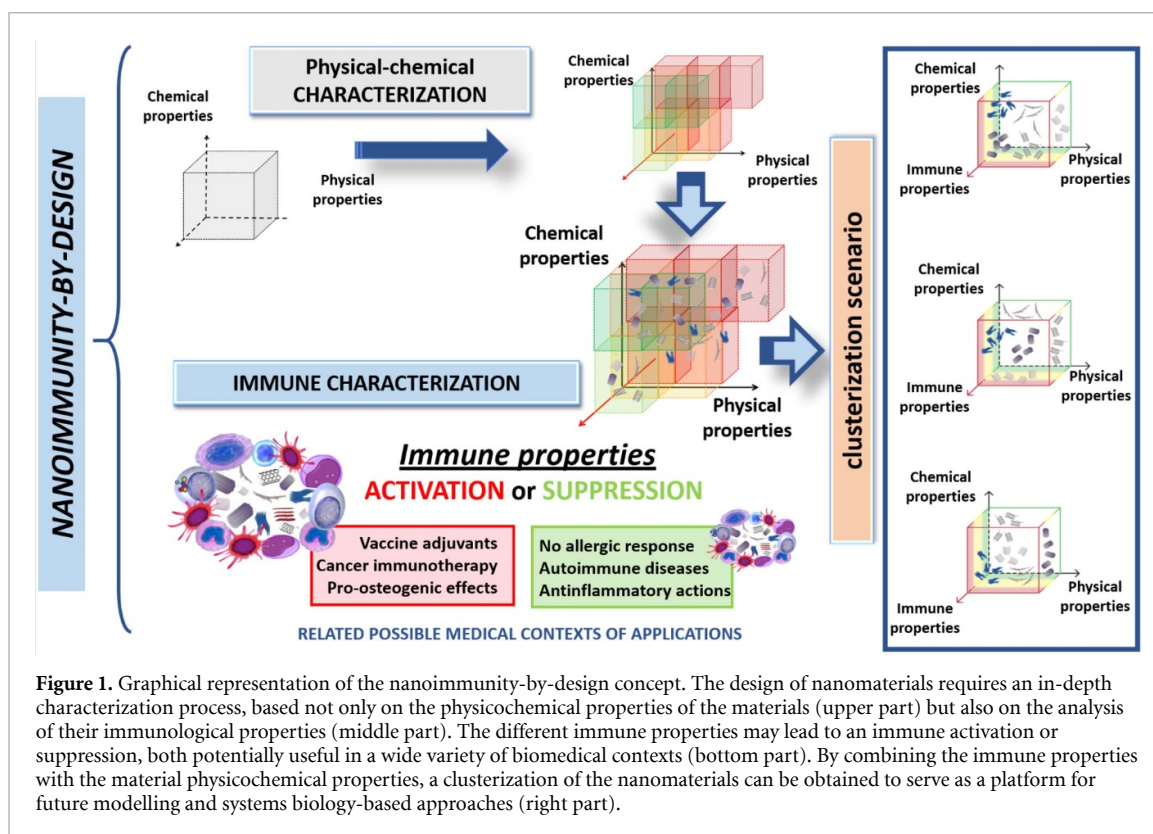 NANOIMMUNITY-BY-DESIGN
Physical-chemical
CHARACTERIZATION
Chemical
properties
Physical
properties
Chemical
properties
Physical
properties
Chemical
properties
Physical
properties
IMMUNE CHARACTERIZATION
Immune properties
ACTIVATION or SUPPRESSION
Vaccine adjuvants
Cancer immunotherapy
Pro-osteogenic effects
No allergic response
Autoimmune diseases
Antinflammatory actions
RELATED POSSIBLE MEDICAL CONTEXTS OF APPLICATIONS
clusterization scenario
Chemical
properties
Physical
properties
Immune
properties
Chemical
properties
Physical
properties
Immune
properties
Chemical
properties
Physical
properties
Immune
properties
Figure 1. Graphical representation of the nanoimmunity-by-design concept. The design of nanomaterials requires an in-depth
characterization process, based not only on the physicochemical properties of the materials (upper part) but also on the analysis
of their immunological properties (middle part). The different immune properties may lead to an immune activation or
suppression, both potentially useful in a wide variety of biomedical contexts (bottom part). By combining the immune properties
with the material physicochemical properties, a clusterization of the nanomaterials can be obtained to serve as a platform for
future modelling and systems biology-based approaches (right part).